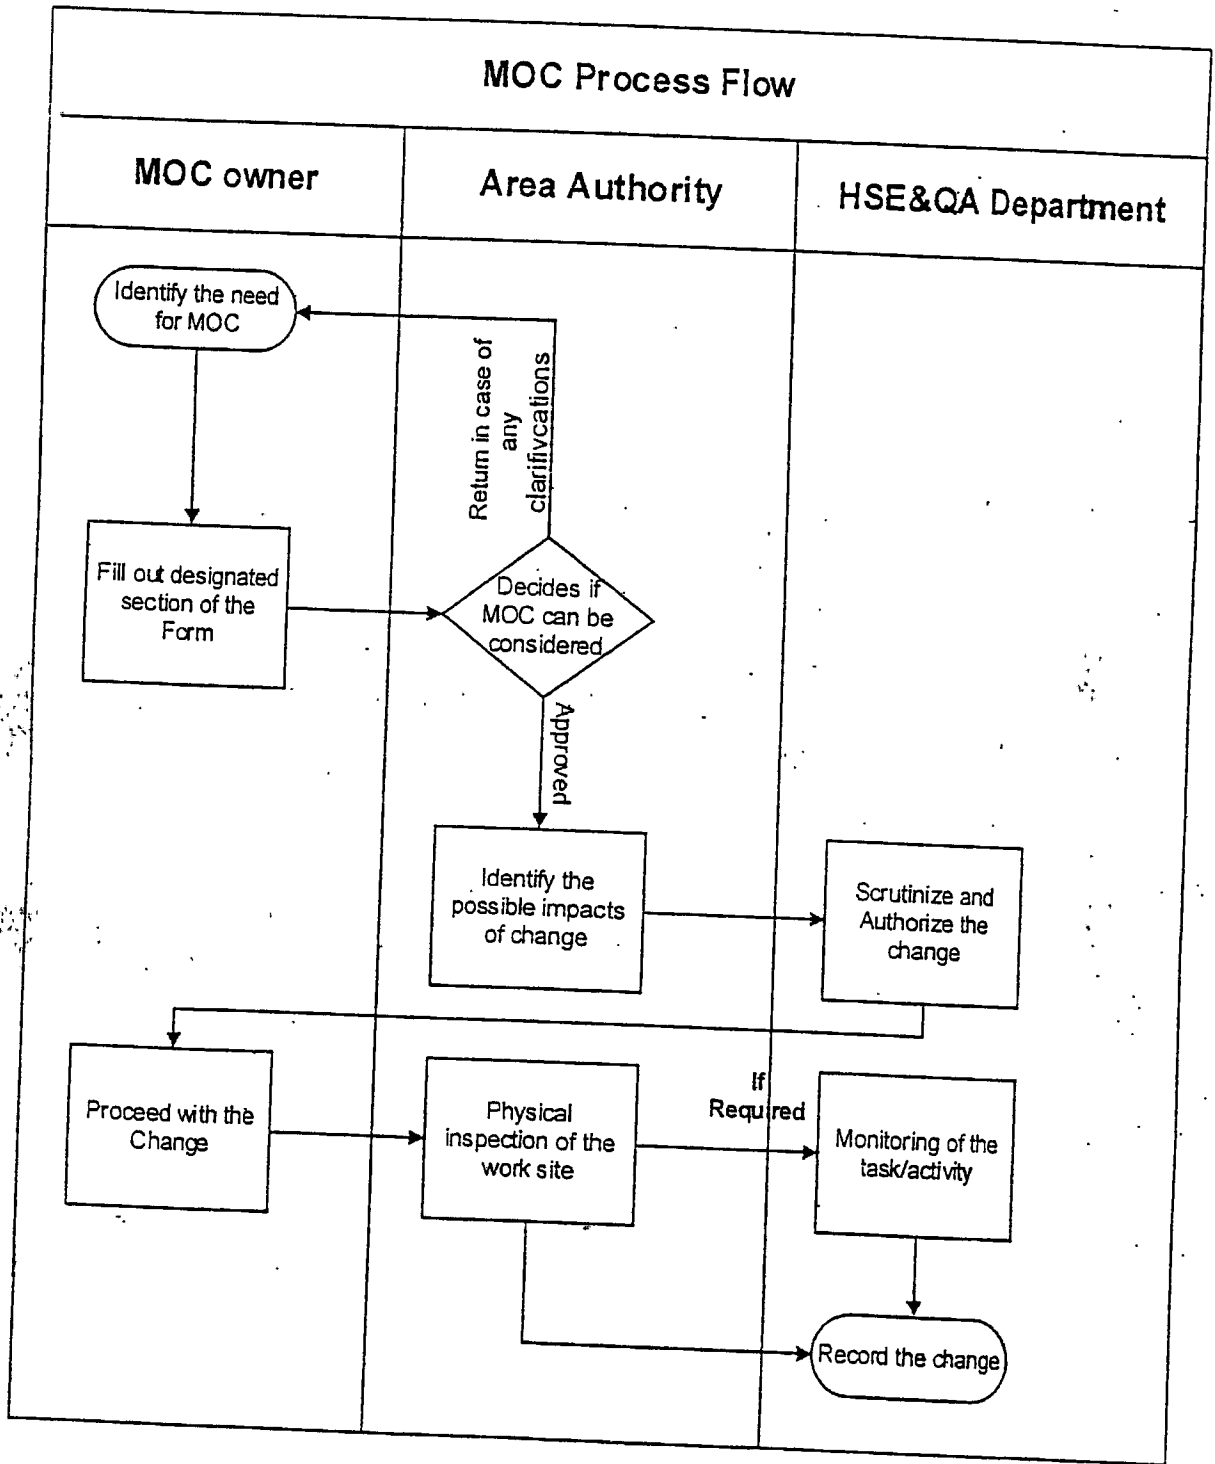 MOC Process Flow
MOC owner
Area Authority
HSE&QA Department
Identify the need
for MOC
Return in case of
any
clarifivcations
Fill out designated
section of the
Form
Decides if
MOC can be
considered
Approved
Identify the
possible impacts
of change
Scrutinize and
Authorize the
change
Proceed with the
Change
Physical
inspection of the
work site
If
Required
Monitoring of the
task/activity
Record the change